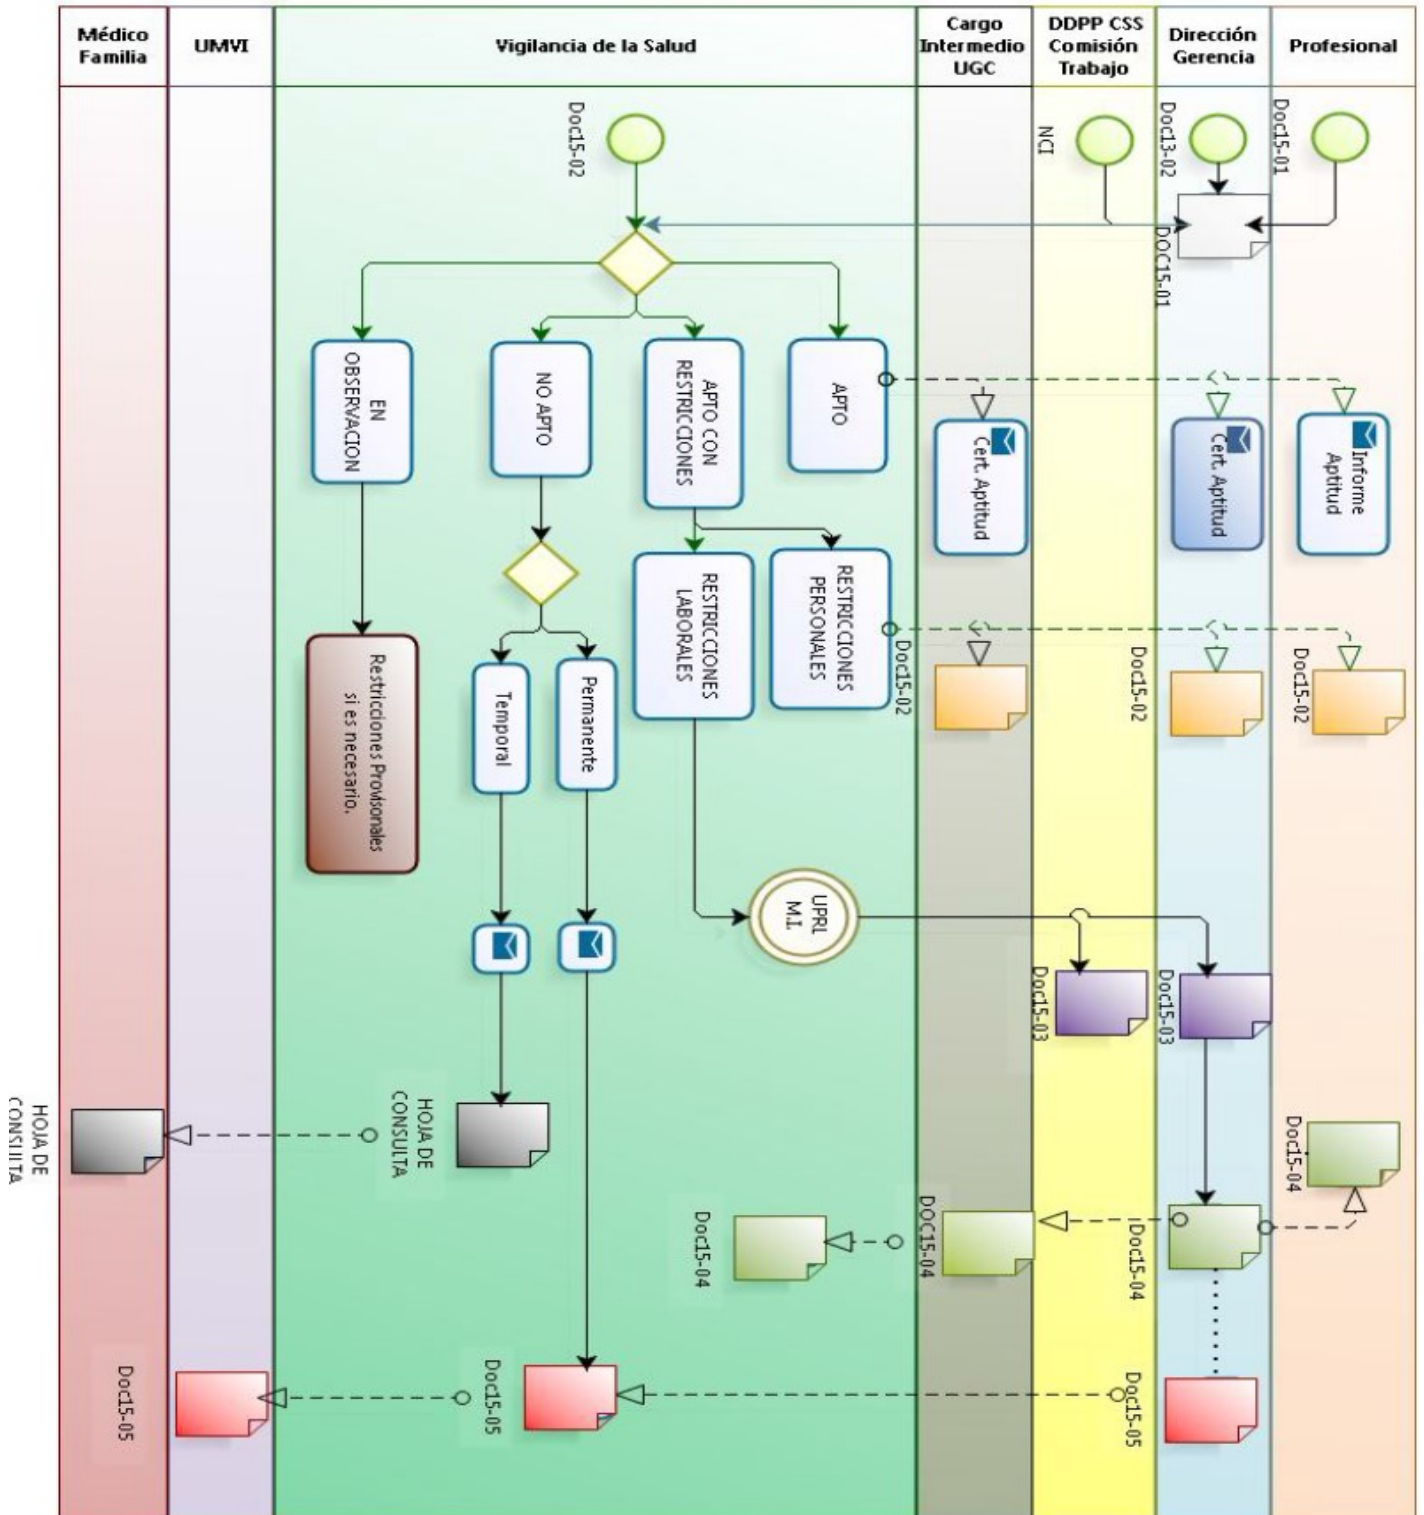 Médico
Familia
UMVI
Vigilancia de la Salud
Cargo
Intermedio
UGC
DDPP CSS
Comisión
Trabajo
Dirección
Gerencia
Profesional
Doc15-02
NCI
Doc13-02
Doc15-01
DOC15-01
EN
OBSERVACION
NO APTO
APTO CON
RESTRICCIONES
APTO
Cert. Aptitud
Cert. Aptitud
Informe
Aptitud
RESTRICCIONES
LABORALES
RESTRICCIONES
PERSONALES
Doc15-02
Doc15-02
Doc15-02
Restricciones Provisonales
si es necesario.
Temporal
Permanente
UPRL
M.I.
Doc15-03
Doc15-03
HOJA DE
CONSULTA
HOJA DE
CONSULTA
Doc15-04
DOC15-04
Doc15-04
Doc15-04
Doc15-05
Doc15-05
Doc15-05